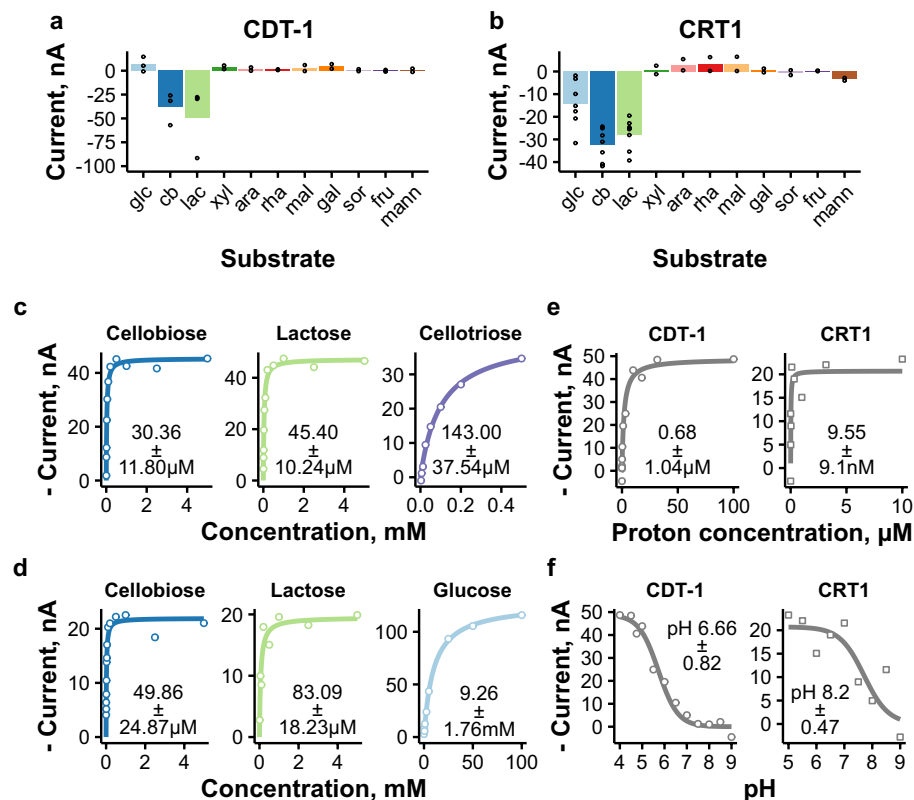 a
CDT-1
Current, nA
0
-25
-50
-75
-100
glc
cb
lac
xyl
ara
rha
mal
gal
sor
fru
mann
Substrate
b
CRT1
Current, nA
0
-10
-20
-30
-40
glc
cb
lac
xyl
ara
rha
mal
gal
sor
fru
mann
Substrate
c
- Current, nA
Cellobiose
40
20
0
30.36
±
11.80µM
0 2 4
Lactose
40
20
0
45.40
±
10.24µM
0 2 4
Cellotriose
30
20
10
0
143.00
±
37.54µM
0.0 0.2 0.4
Concentration, mM
d
- Current, nA
Cellobiose
20
10
0
49.86
±
24.87µM
0 2 4
Lactose
20
10
0
83.09
±
18.23µM
0 2 4
Glucose
100
50
0
9.26
±
1.76mM
0 50 100
Concentration, mM
e
- Current, nA
CDT-1
50
40
30
20
10
0
0.68
±
1.04µM
0 50 100
CRT1
20
15
10
5
0
9.55
±
9.1nM
0 5 10
Proton concentration, µM
f
- Current, nA
CDT-1
50
40
30
20
10
0
pH 6.66
±
0.82
4 5 6 7 8 9
CRT1
20
15
10
5
0
pH 8.2
±
0.47
5 6 7 8 9
pH